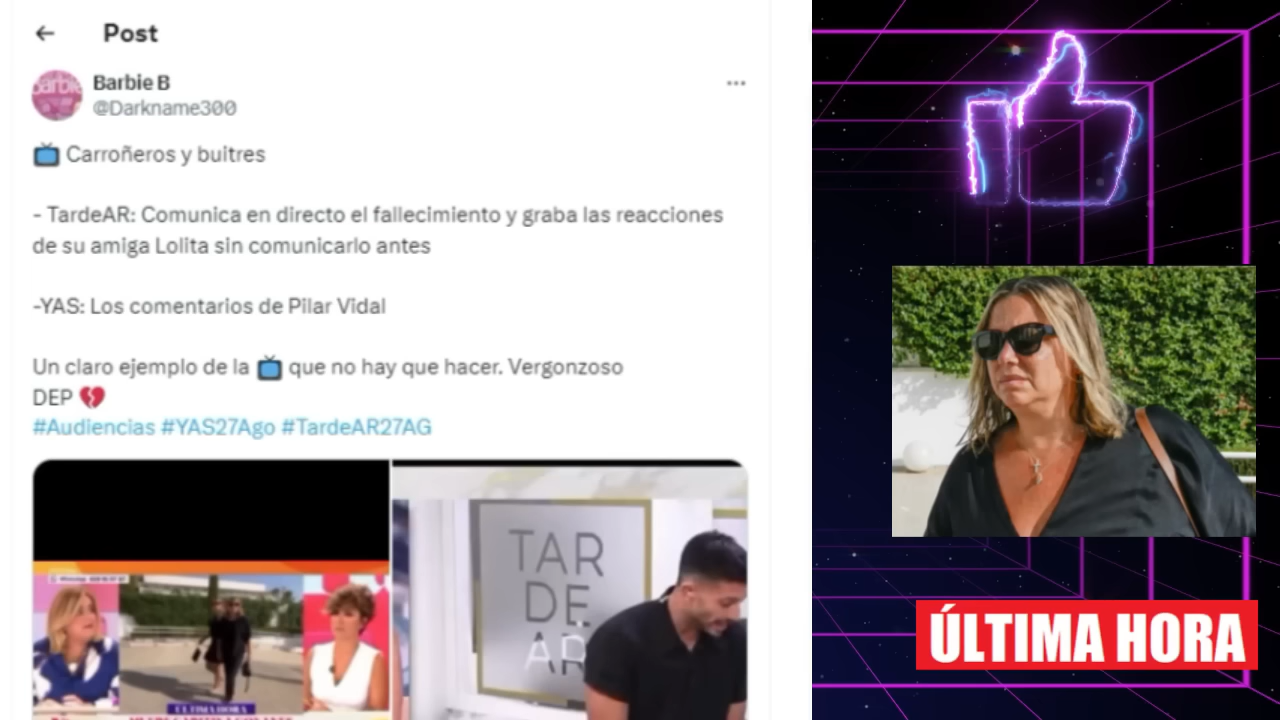 Post
Barbie B
@Darkname300
📺 Carroñeros y buitres
- TardeAR: Comunica en directo el fallecimiento y graba las reacciones
de su amiga Lolita sin comunicarlo antes
-YAS: Los comentarios de Pilar Vidal
Un claro ejemplo de la 📺 que no hay que hacer. Vergonzoso
DEP 💔
#Audiencias #YAS27Ago #TardeAR27AG
TAR
DE
AR
ULTIMA HORA
ÚLTIMA HORA